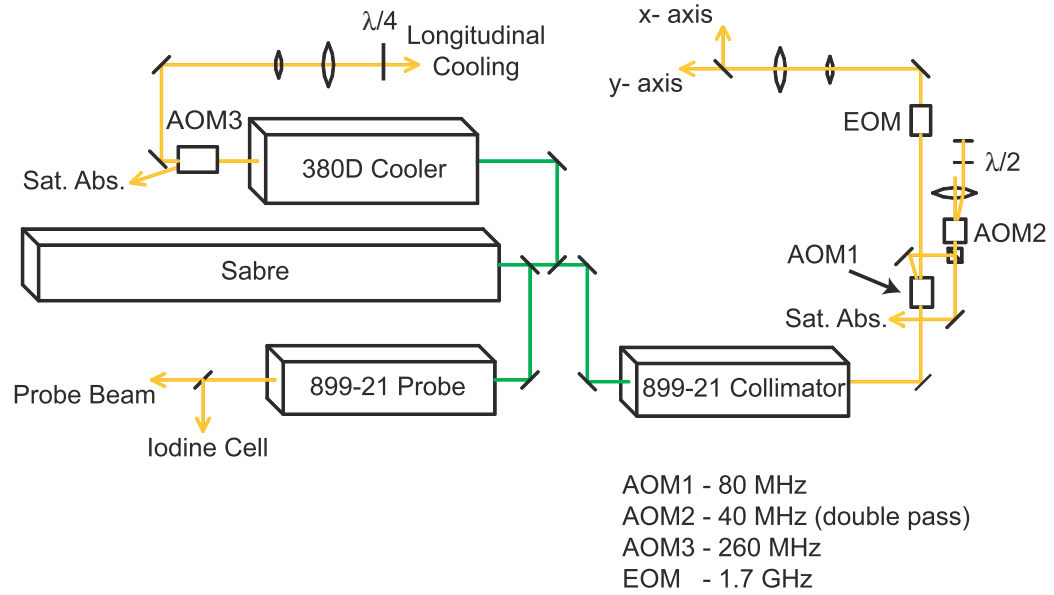 λ/4
Longitudinal
Cooling
x- axis
y- axis
AOM3
EOM
380D Cooler
λ/2
Sat. Abs.
AOM2
Sabre
AOM1
Sat. Abs.
899-21 Probe
899-21 Collimator
Probe Beam
Iodine Cell
AOM1 - 80 MHz
AOM2 - 40 MHz (double pass)
AOM3 - 260 MHz
EOM - 1.7 GHz